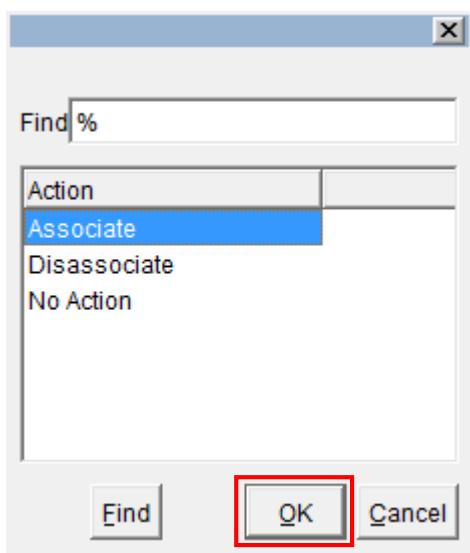 Find %
Action
Associate
Disassociate
No Action
Find OK Cancel